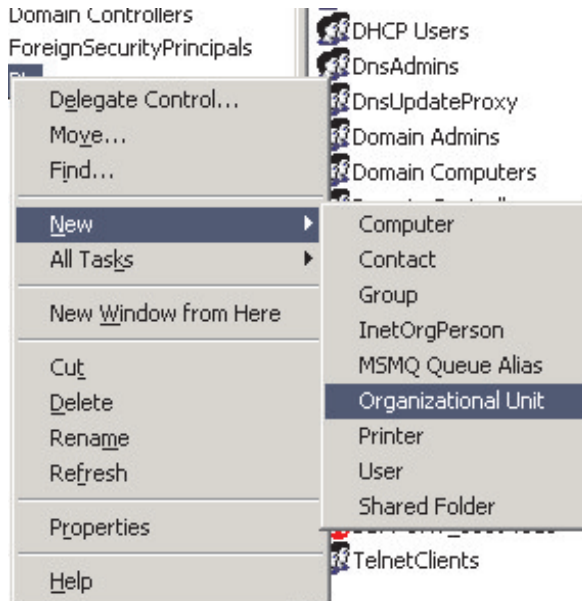 Domain Controllers
ForeignSecurityPrincipals
Delegate Control...
Move...
Find...
New
All Tasks
New Window from Here
Cut
Delete
Rename
Refresh
Properties
Help
DHCP Users
DnsAdmins
DnsUpdateProxy
Domain Admins
Domain Computers
Computer
Contact
Group
InetOrgPerson
MSMQ Queue Alias
Organizational Unit
Printer
User
Shared Folder
TelnetClients